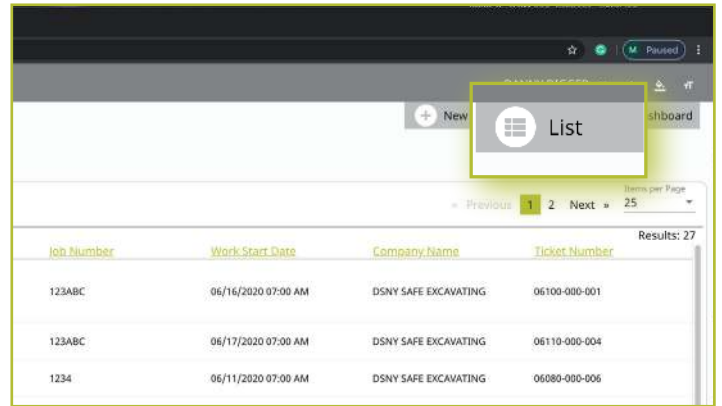 M Paused
New
List
shboard
« Previous 1 2 Next »
Items per Page
25
Results: 27
Job Number Work Start Date Company Name Ticket Number
123ABC 06/16/2020 07:00 AM DSNY SAFE EXCAVATING 06100-000-001
123ABC 06/17/2020 07:00 AM DSNY SAFE EXCAVATING 06110-000-004
1234 06/11/2020 07:00 AM DSNY SAFE EXCAVATING 06080-000-006